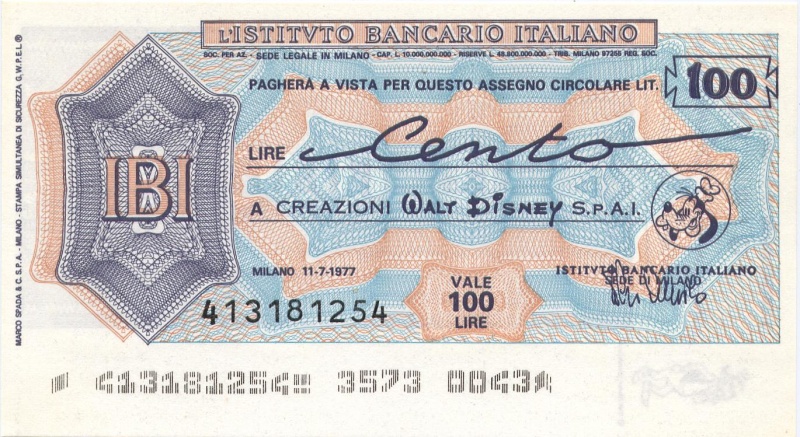 L'ISTITVTO BANCARIO ITALIANO
SOC. PER AZ. - SEDE LEGALE IN MILANO - CAP. L. 10.000.000.000 - RISERVE L. 48.800.000.000 - TRIB. MILANO 97255 REG. SOC.
PAGHERÀ A VISTA PER QUESTO ASSEGNO CIRCOLARE LIT.
100
LIRE Cento
IBI
A CREAZIONI WALT DISNEY S.P.A.I.
MILANO 11-7-1977
VALE
100
LIRE
ISTITVTO BANCARIO ITALIANO
SEDE DI MILANO
413181254
413181254 3573 0043
MARCO SPADA & C. S.P.A. - MILANO - STAMPA SIMULTANEA DI SICUREZZA G.W.P.E.L.®